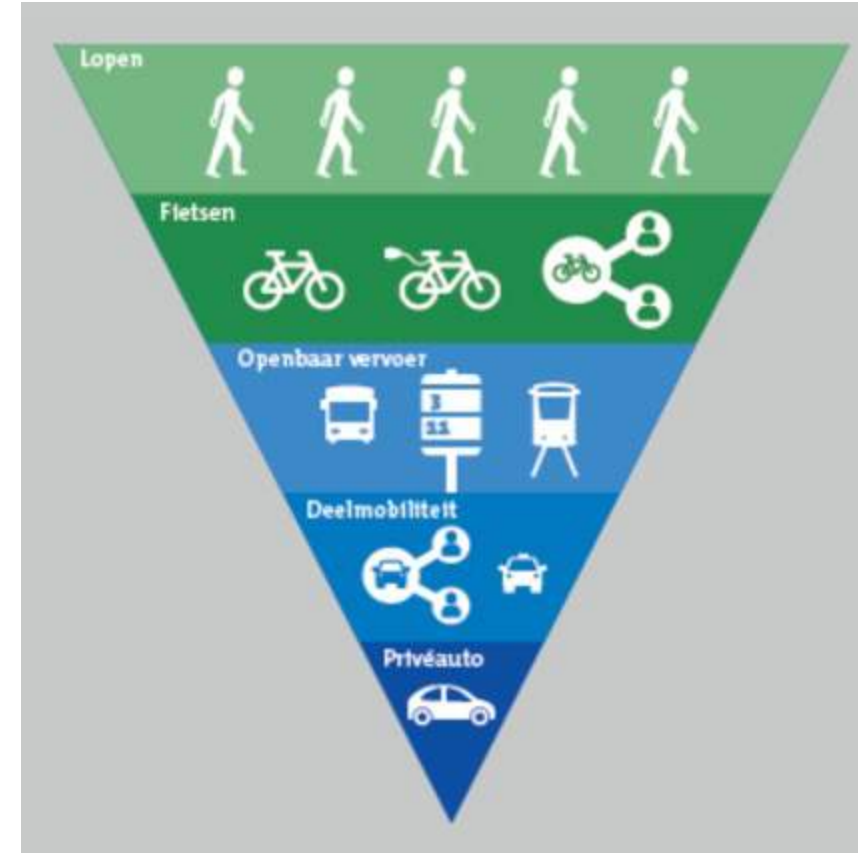 Lopen
Fietsen
Openbaar vervoer
3
11
Deelmobiliteit
Privéauto